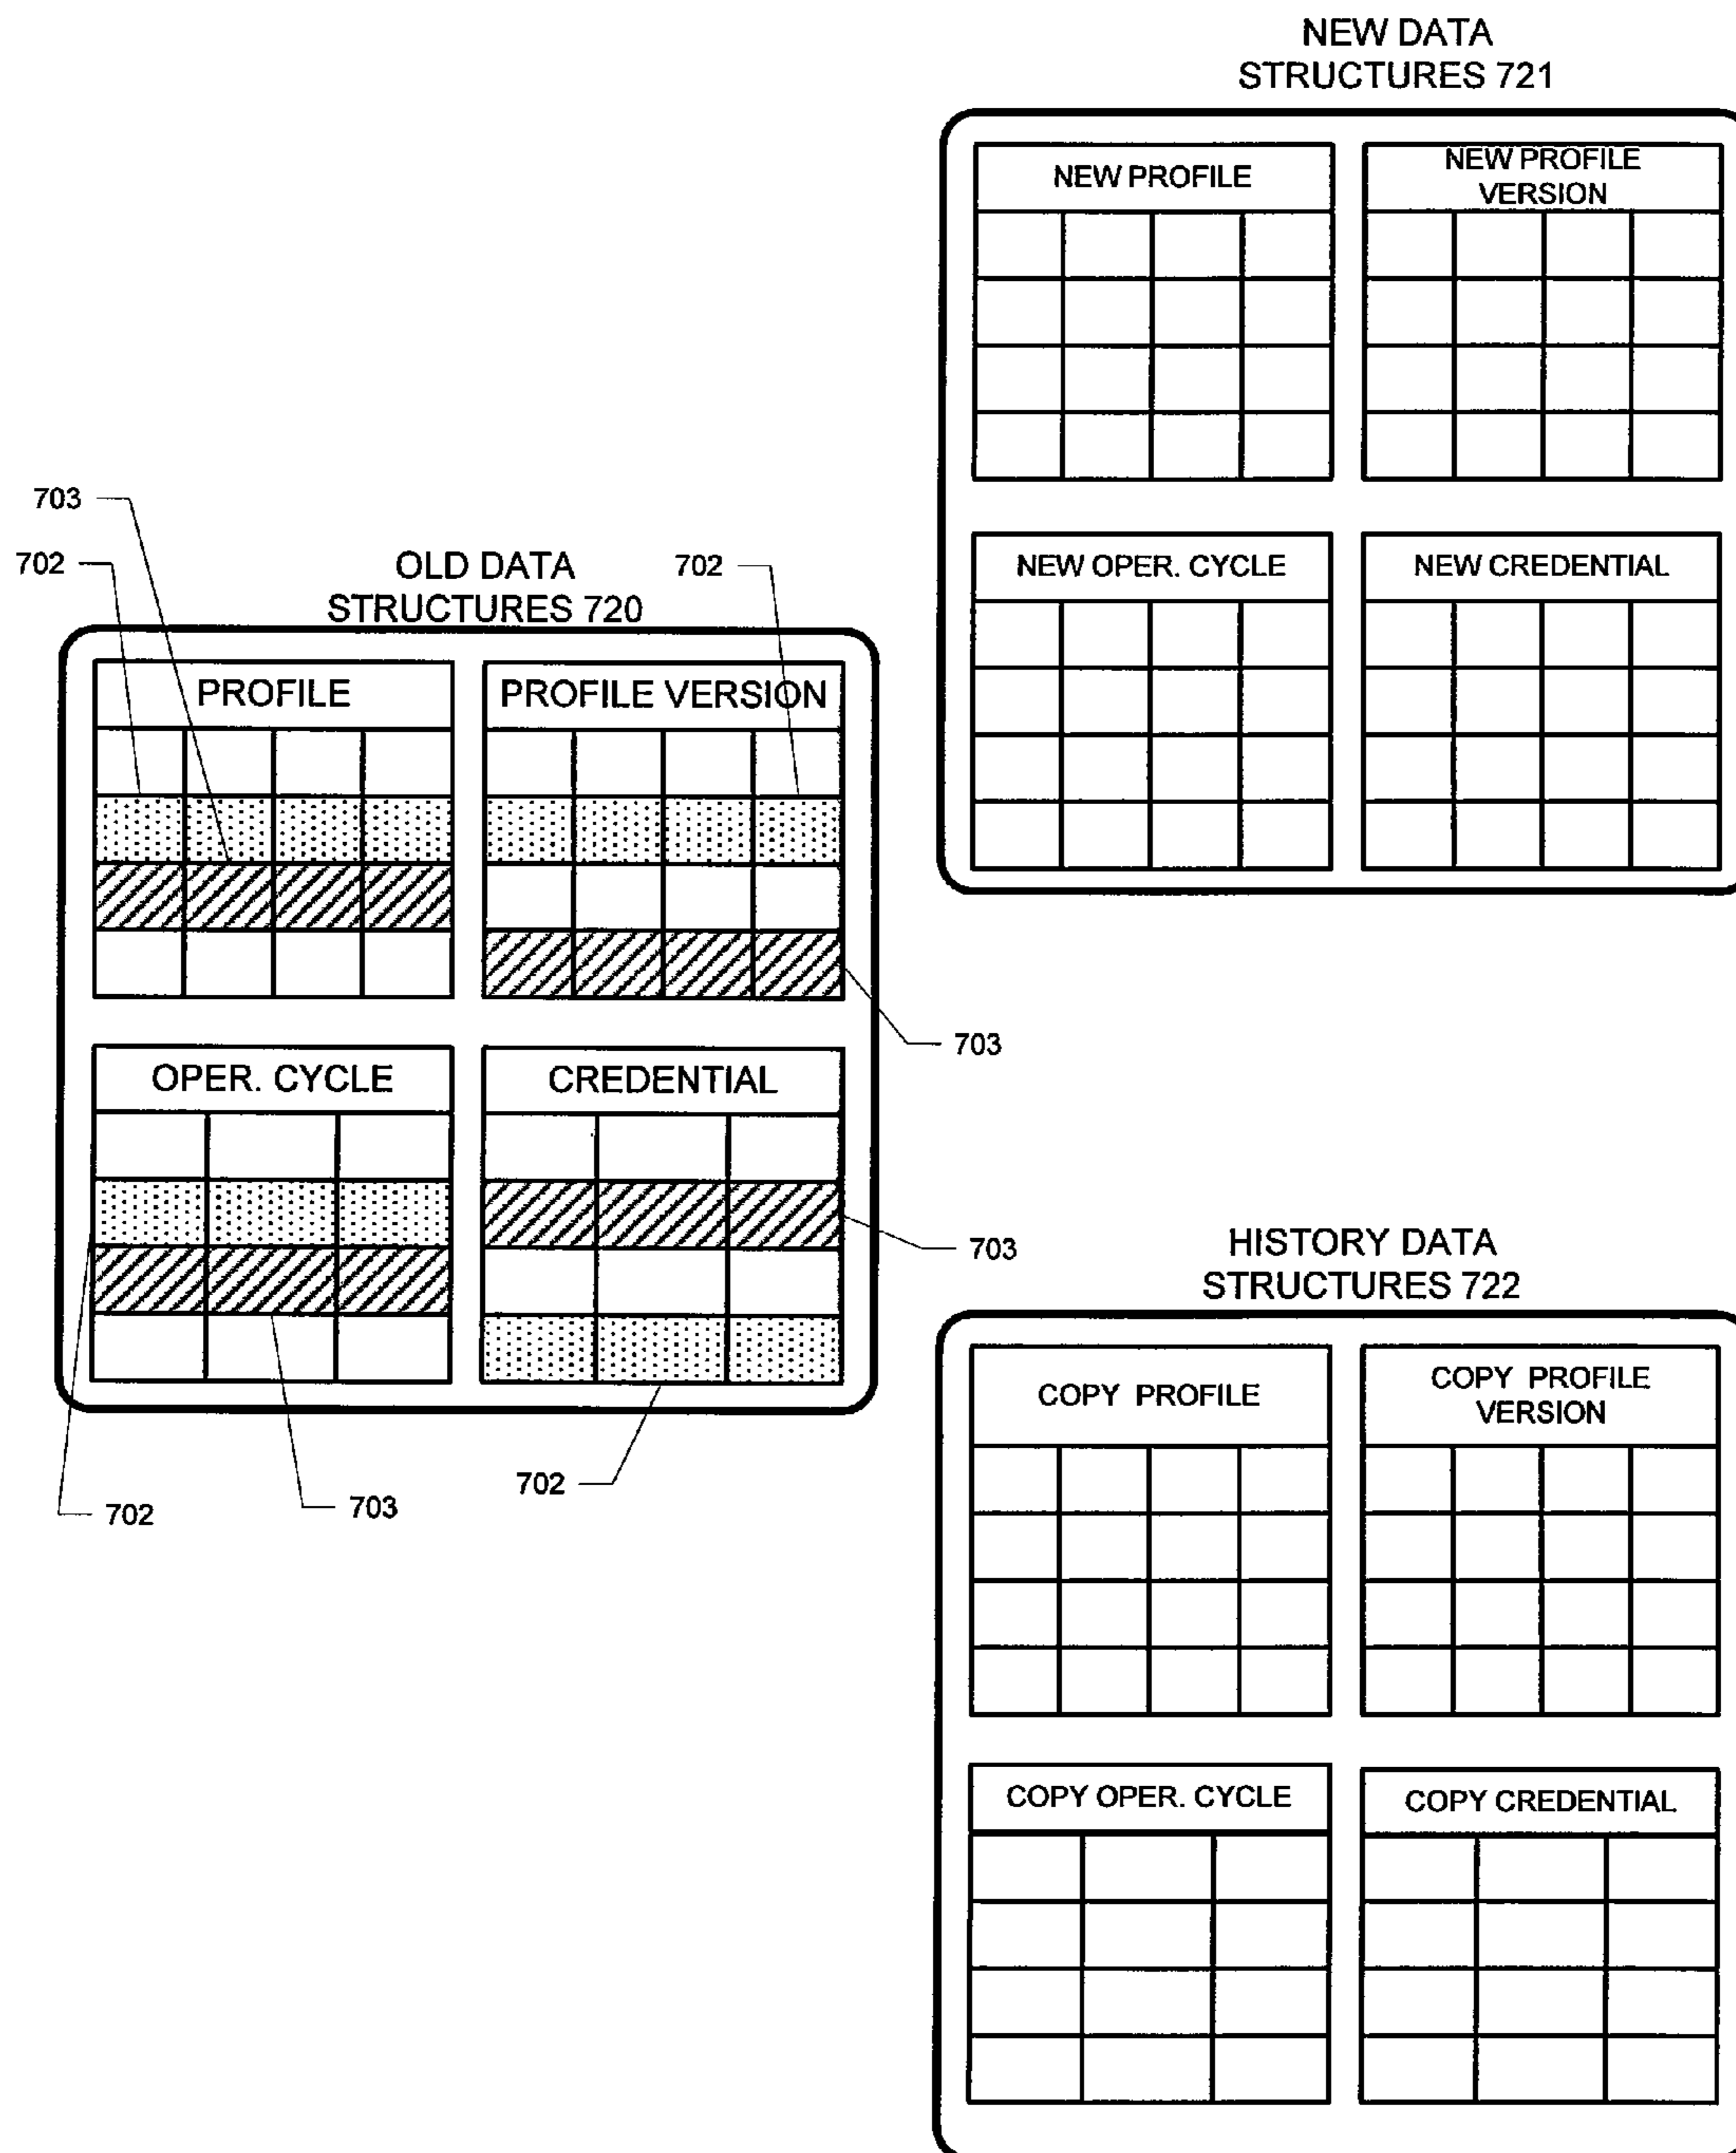 NEW DATA
STRUCTURES 721
NEW PROFILE
NEW PROFILE
VERSION
NEW OPER. CYCLE
NEW CREDENTIAL
703
702
OLD DATA
STRUCTURES 720
702
PROFILE
PROFILE VERSION
703
OPER. CYCLE
CREDENTIAL
703
702
702
703
HISTORY DATA
STRUCTURES 722
COPY PROFILE
COPY PROFILE
VERSION
COPY OPER. CYCLE
COPY CREDENTIAL